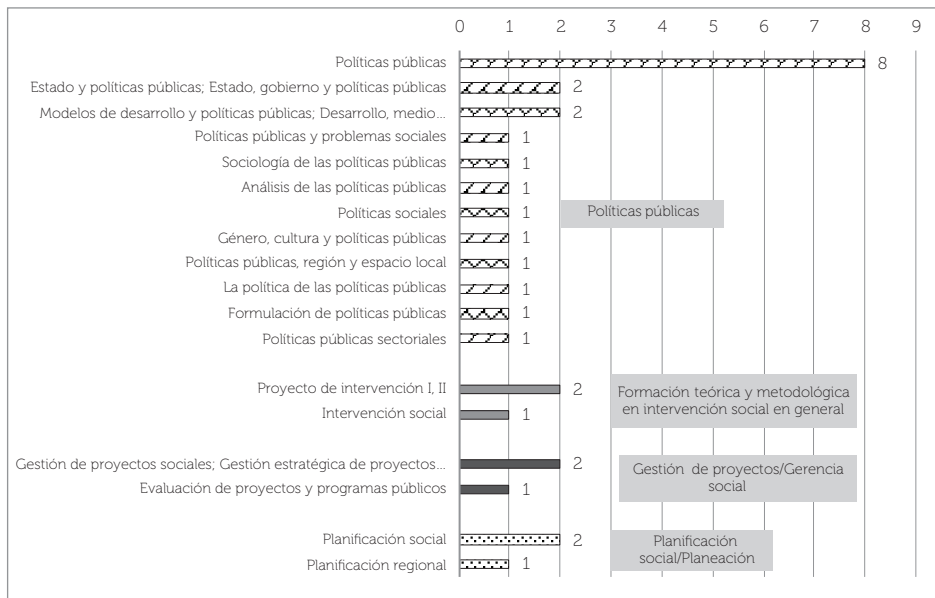 0 1 2 3 4 5 6 7 8 9
Políticas públicas 8
Estado y políticas públicas; Estado, gobierno y políticas públicas 2
Modelos de desarrollo y políticas públicas; Desarrollo, medio... 2
Políticas públicas y problemas sociales 1
Sociología de las políticas públicas 1
Análisis de las políticas públicas 1
Políticas sociales 1 Políticas públicas
Género, cultura y políticas públicas 1
Políticas públicas, región y espacio local 1
La política de las políticas públicas 1
Formulación de políticas públicas 1
Políticas públicas sectoriales 1
Proyecto de intervención I, II 2
Formación teórica y metodológica
en intervención social en general
Intervención social 1
Gestión de proyectos sociales; Gestión estratégica de proyectos... 2
Gestión de proyectos/Gerencia
social
Evaluación de proyectos y programas públicos 1
Planificación social 2
Planificación
social/Planeación
Planificación regional 1